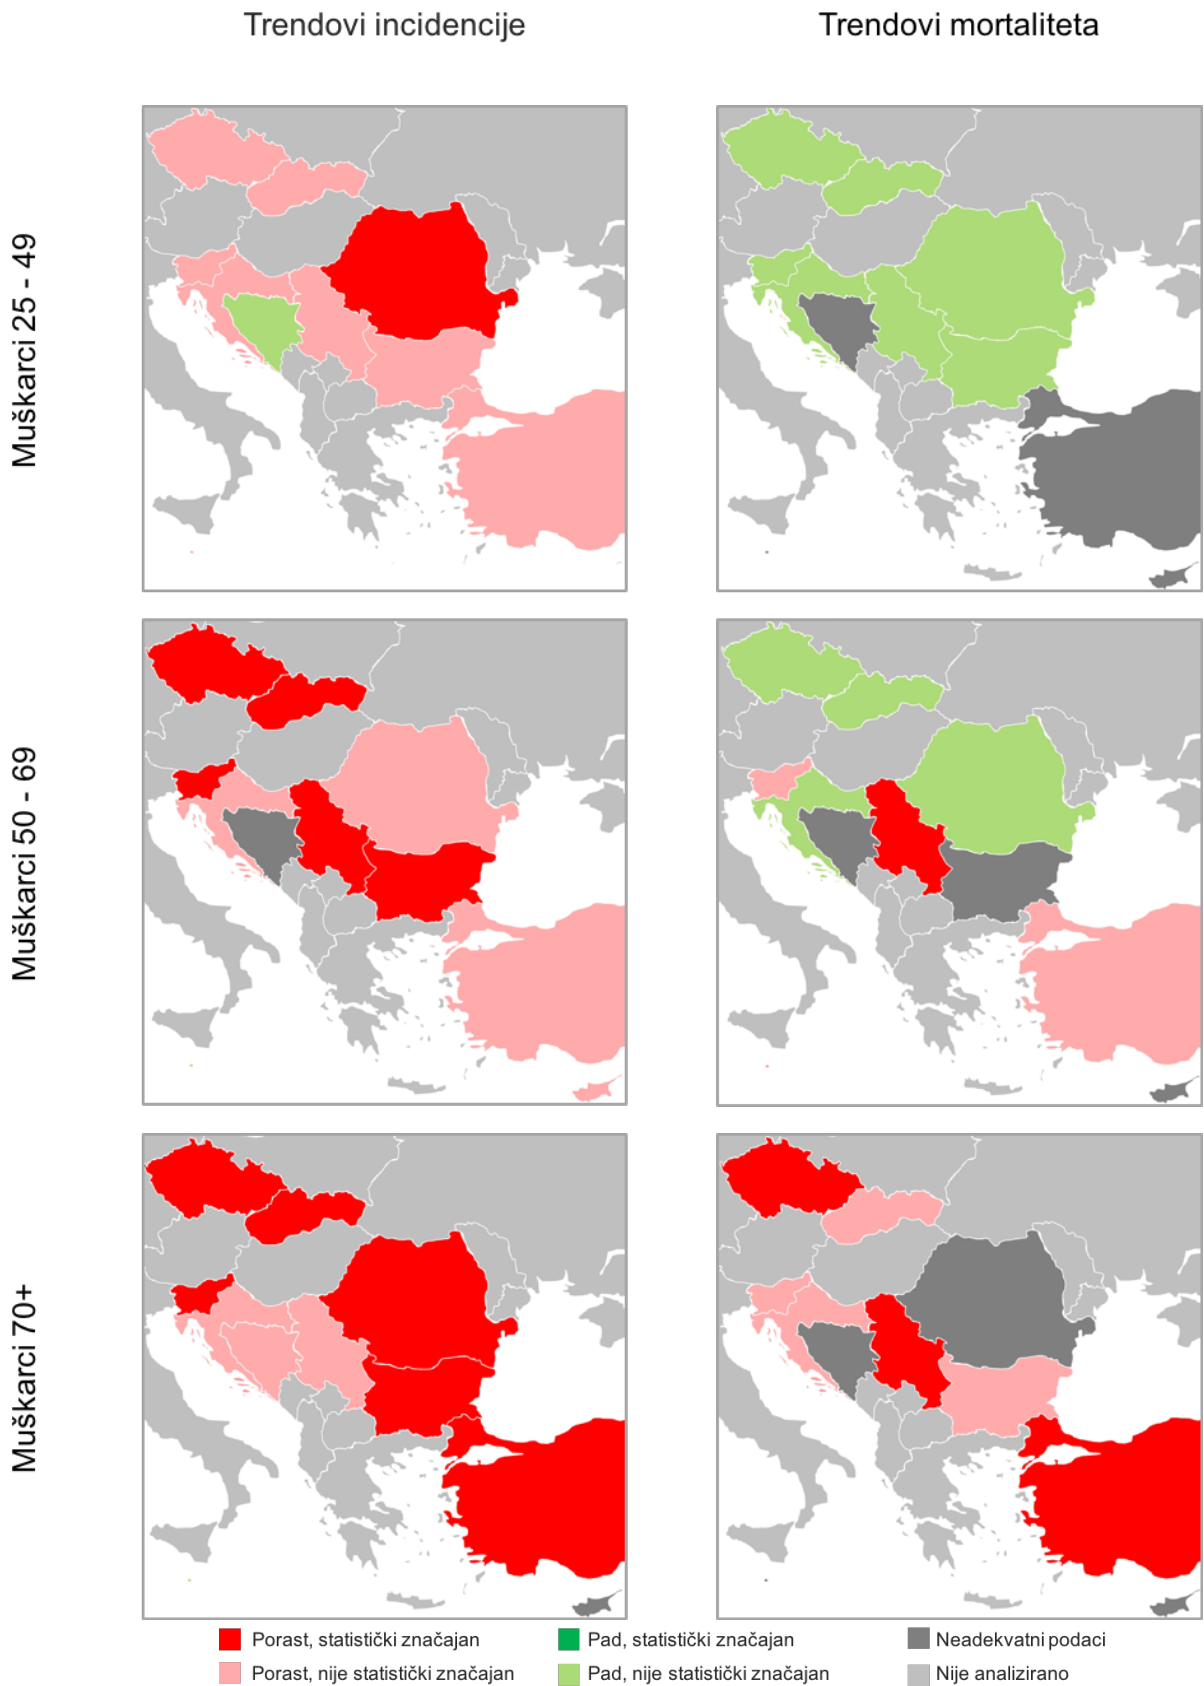 Trendovi incidencije
Trendovi mortaliteta
Muškarci 25 - 49
Muškarci 50 - 69
Muškarci 70+
Porast, statistički značajan
Pad, statistički značajan
Neadekvatni podaci
Porast, nije statistički značajan
Pad, nije statistički značajan
Nije analizirano